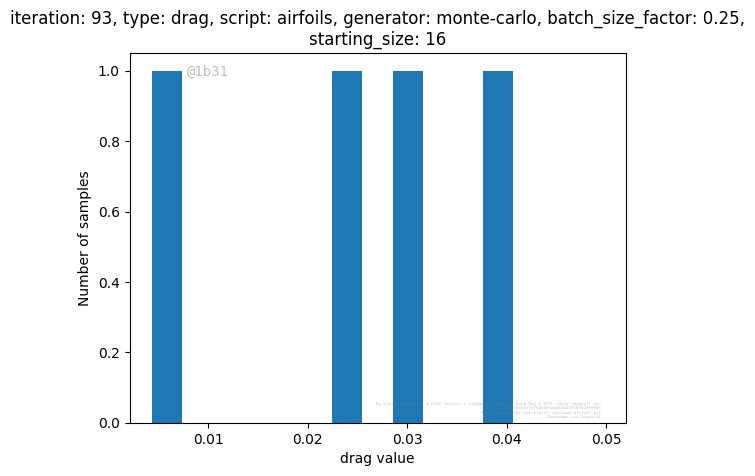 iteration: 93, type: drag, script: airfoils, generator: monte-carlo, batch_size_factor: 0.25,
starting_size: 16
@1b31
1.0
0.8
0.6
0.4
0.2
0.0
Number of samples
0.01
0.02
0.03
0.04
0.05
drag value